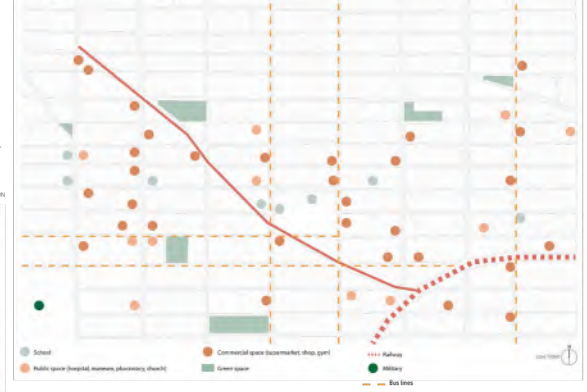 School
Commercial space (supermarket, shop, gym)
Railway
Public space (hospital, museum, pharmacy, church)
Green space
Military
Bus lines